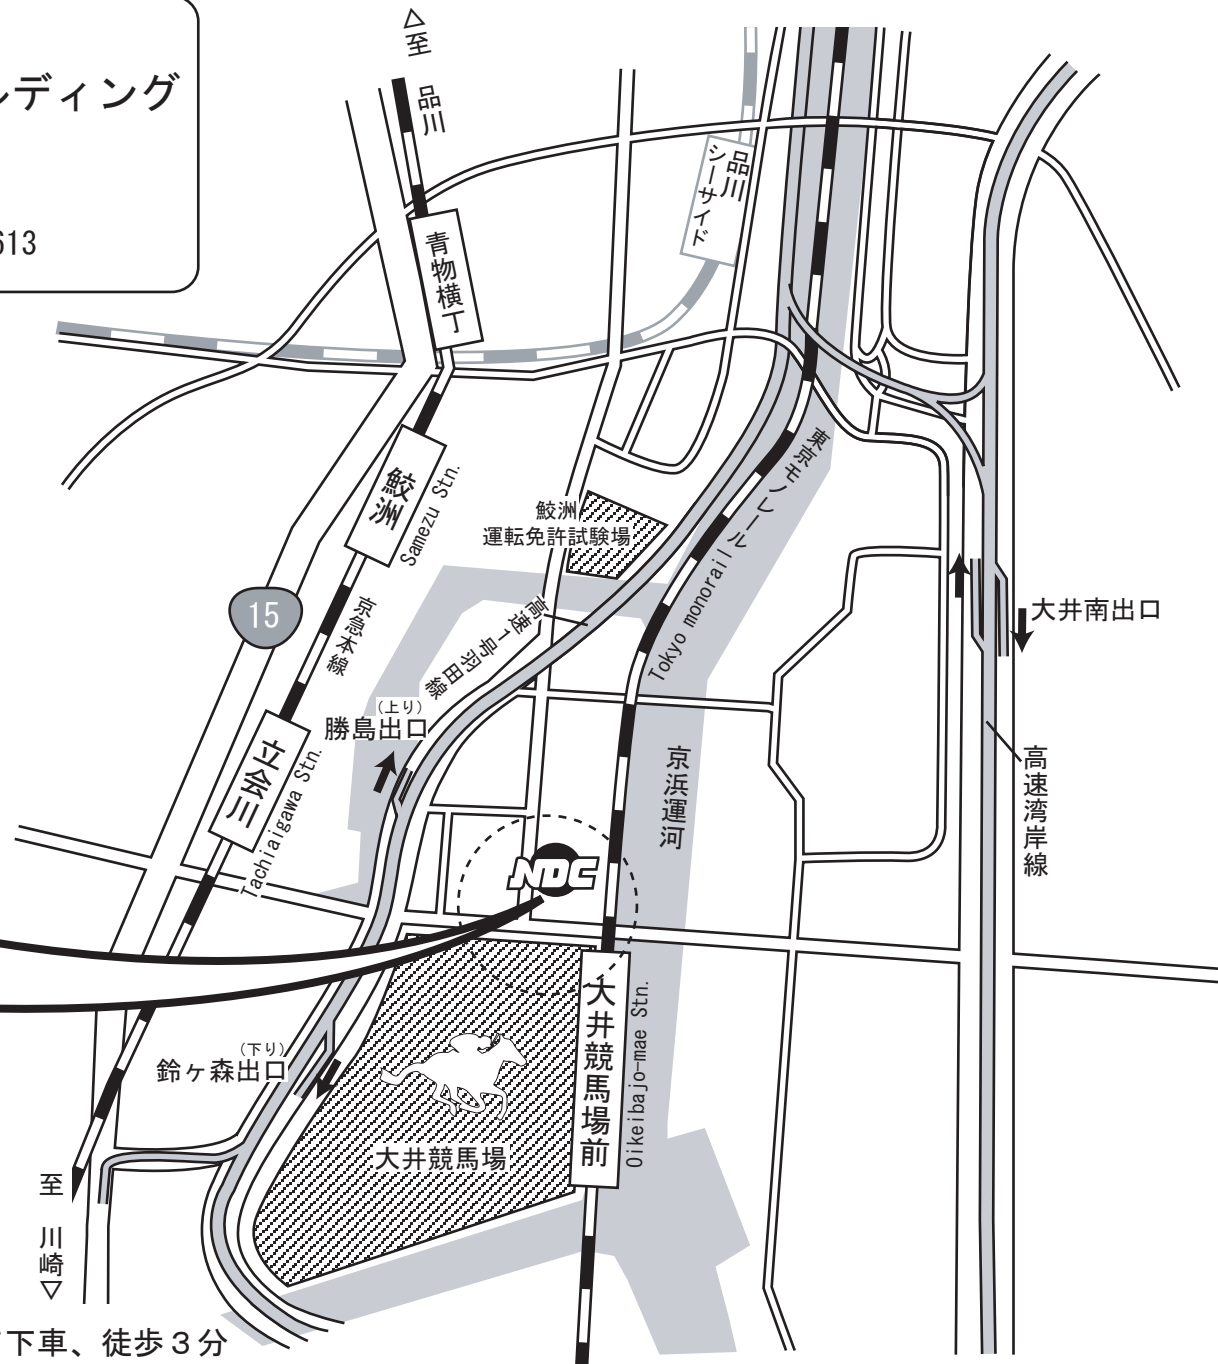 ルディング
613
△至 品川
青物横丁
品川
シーサイド
鮫洲
Samezu Stn.
鮫洲
運転免許試験場
東京モノレール
Tokyo monorail
15
京急本線
高速1号羽田線
大井南出口
(上り)
勝島出口
立会川
Tachiaigawa Stn.
京浜運河
高速湾岸線
NDC
大井競馬場前
Oikeibajo-mae Stn.
(下り)
鈴ヶ森出口
大井競馬場
至 川崎▽
下車、徒歩3分